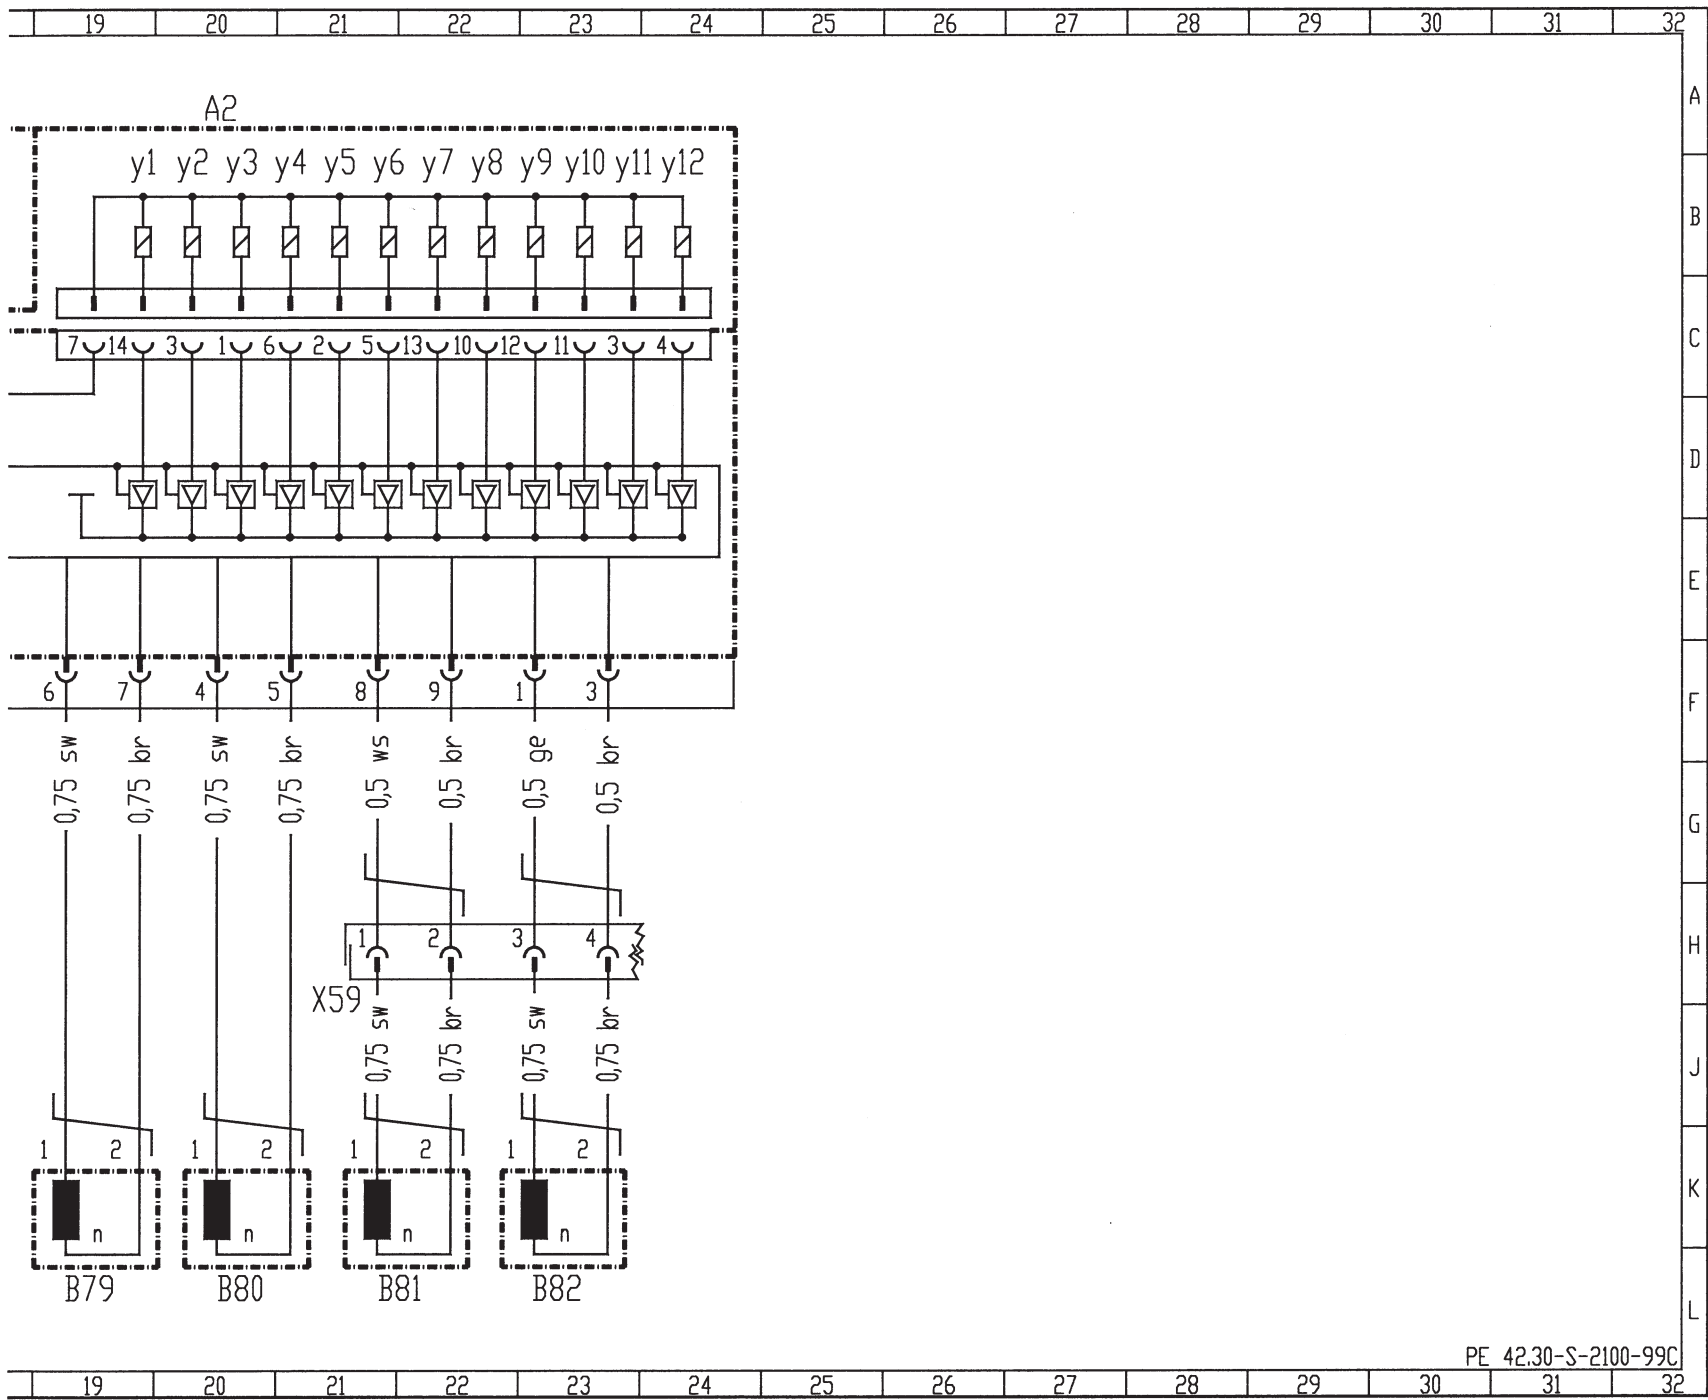 19 20 21 22 23 24 25 26 27 28 29 30 31 32
A
A2
y1 y2 y3 y4 y5 y6 y7 y8 y9 y10 y11 y12
B
7 14 3 1 6 2 5 13 10 12 11 3 4
C
D
E
6 7 4 5 8 9 1 3
F
0,75 sw 0,75 br 0,75 sw 0,75 br 0,5 ws 0,5 br 0,5 ge 0,5 br
G
1 2 3 4
H
X59
0,75 sw 0,75 br 0,75 sw 0,75 br
J
1 2 1 2 1 2 1 2
K
n n n n
B79 B80 B81 B82
L
PE 42.30-S-2100-99C
19 20 21 22 23 24 25 26 27 28 29 30 31 32